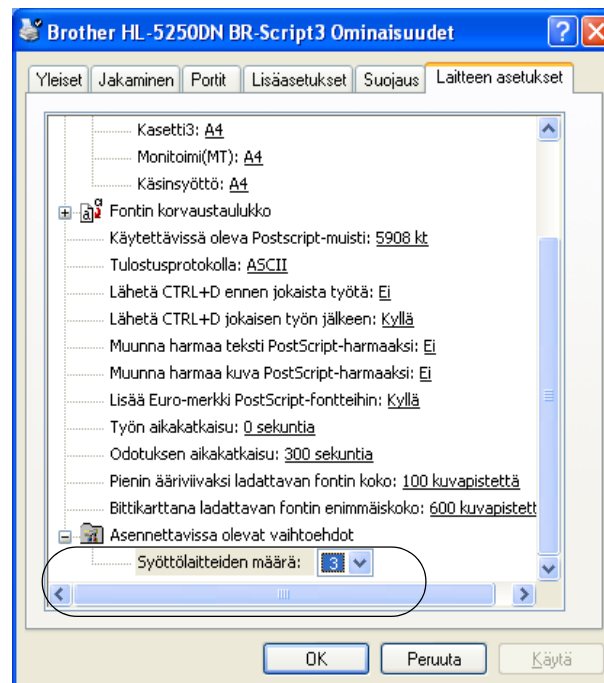 Brother HL-5250DN BR-Script3 Ominaisuudet
Yleiset Jakaminen Portit Lisäasetukset Suojaus Laitteen asetukset
Kasetti3: A4
Monitoimi(MT): A4
Käsinsyöttö: A4
Fontin korvaustaulukko
Käytettävissä oleva Postscript-muisti: 5908 kt
Tulostusprotokolla: ASCII
Lähetä CTRL+D ennen jokaista työtä: Ei
Lähetä CTRL+D jokaisen työn jälkeen: Kyllä
Muunna harmaa teksti PostScript-harmaaksi: Ei
Muunna harmaa kuva PostScript-harmaaksi: Ei
Lisää Euro-merkki PostScript-fontteihin: Kyllä
Työn aikakatkaisu: 0 sekuntia
Odotuksen aikakatkaisu: 300 sekuntia
Pienin ääriviivaksi ladattavan fontin koko: 100 kuvapistettä
Bittikarttana ladattavan fontin enimmäiskoko: 600 kuvapistett
Asennettavissa olevat vaihtoehdot
Syöttölaitteiden määrä: 3
OK Peruuta Käytä